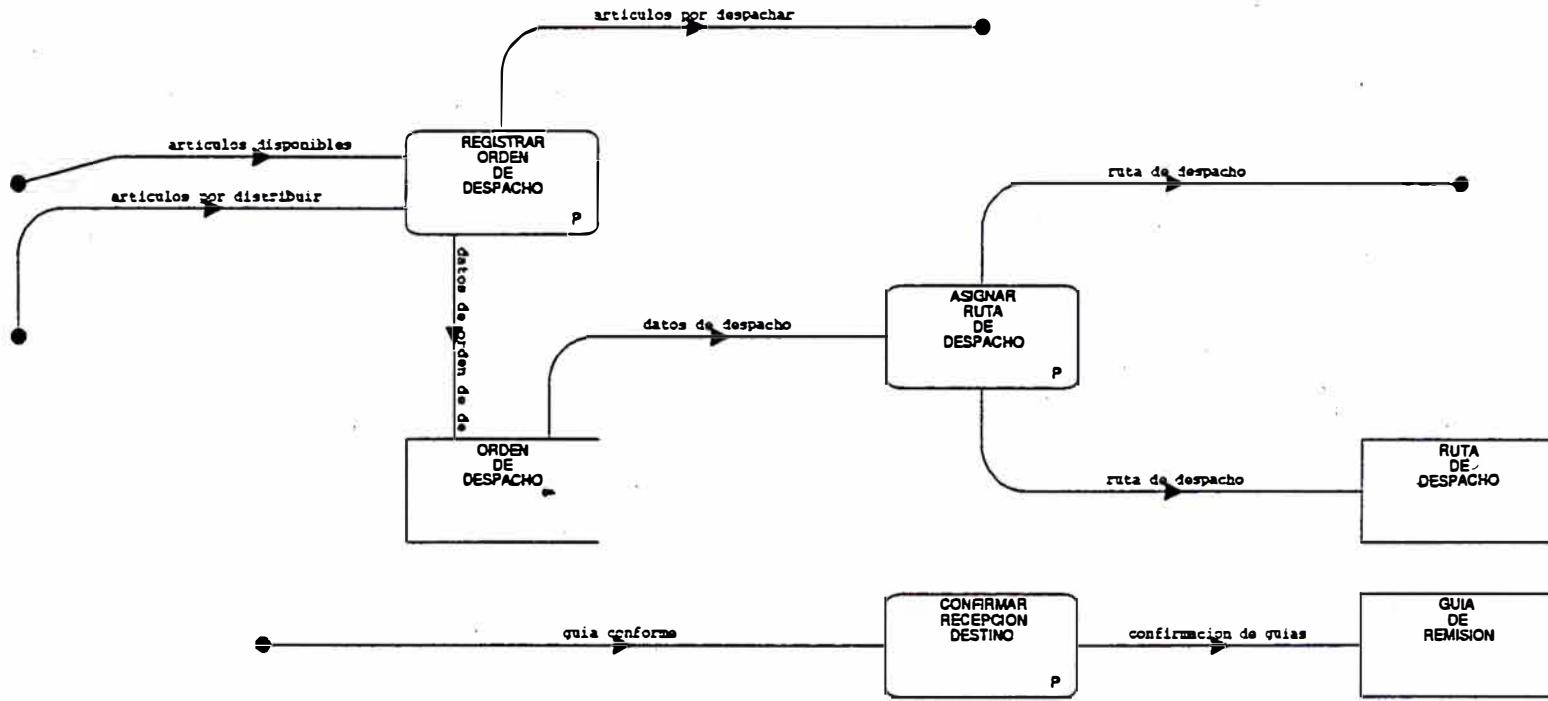 articulos por despachar
articulos disponibles
REGISTRAR
ORDEN
DE
DESPACHO
P
articulos por distribuir
ruta de despacho
datos de orden de de
ASIGNAR
RUTA
DE
DESPACHO
P
datos de despacho
ORDEN
DE
DESPACHO
ruta de despacho
RUTA
DE
DESPACHO
guia conforme
CONFIRMAR
RECEPCION
DESTINO
P
confirmacion de guias
GUIA
DE
REMISION